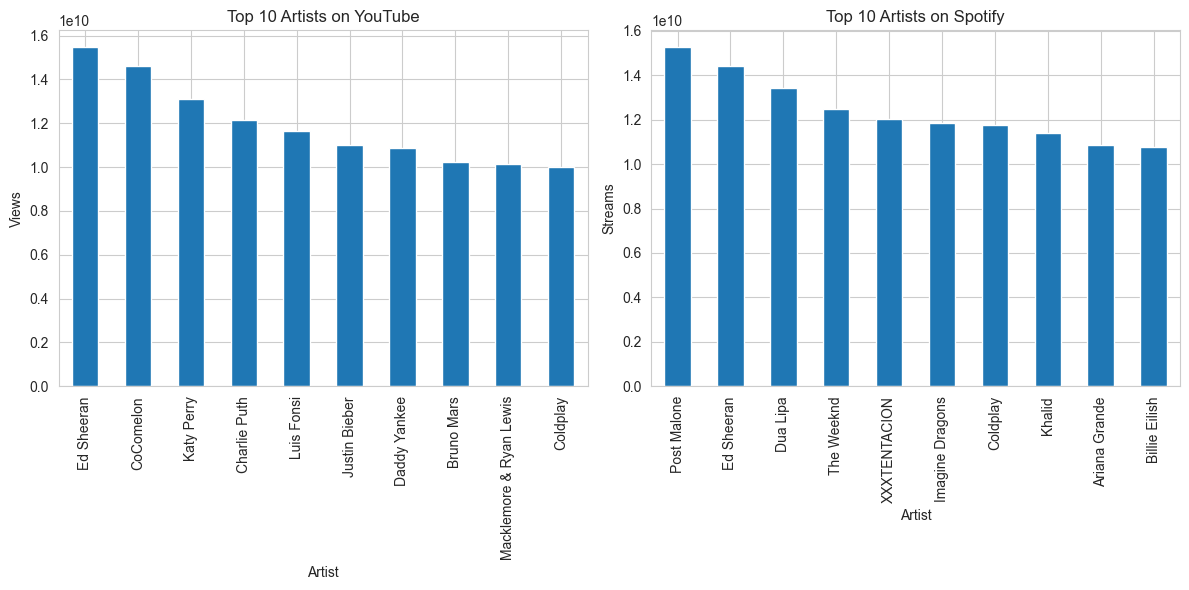 Top 10 Artists on YouTube
1e10
1.6
1.4
1.2
1.0
0.8
0.6
0.4
0.2
0.0
Views
Ed Sheeran
CoComelon
Katy Perry
Charlie Puth
Luis Fonsi
Justin Bieber
Daddy Yankee
Bruno Mars
Macklemore & Ryan Lewis
Coldplay
Artist
Top 10 Artists on Spotify
1e10
1.6
1.4
1.2
1.0
0.8
0.6
0.4
0.2
0.0
Streams
Post Malone
Ed Sheeran
Dua Lipa
The Weeknd
XXXTENTACION
Imagine Dragons
Coldplay
Khalid
Ariana Grande
Billie Eilish
Artist